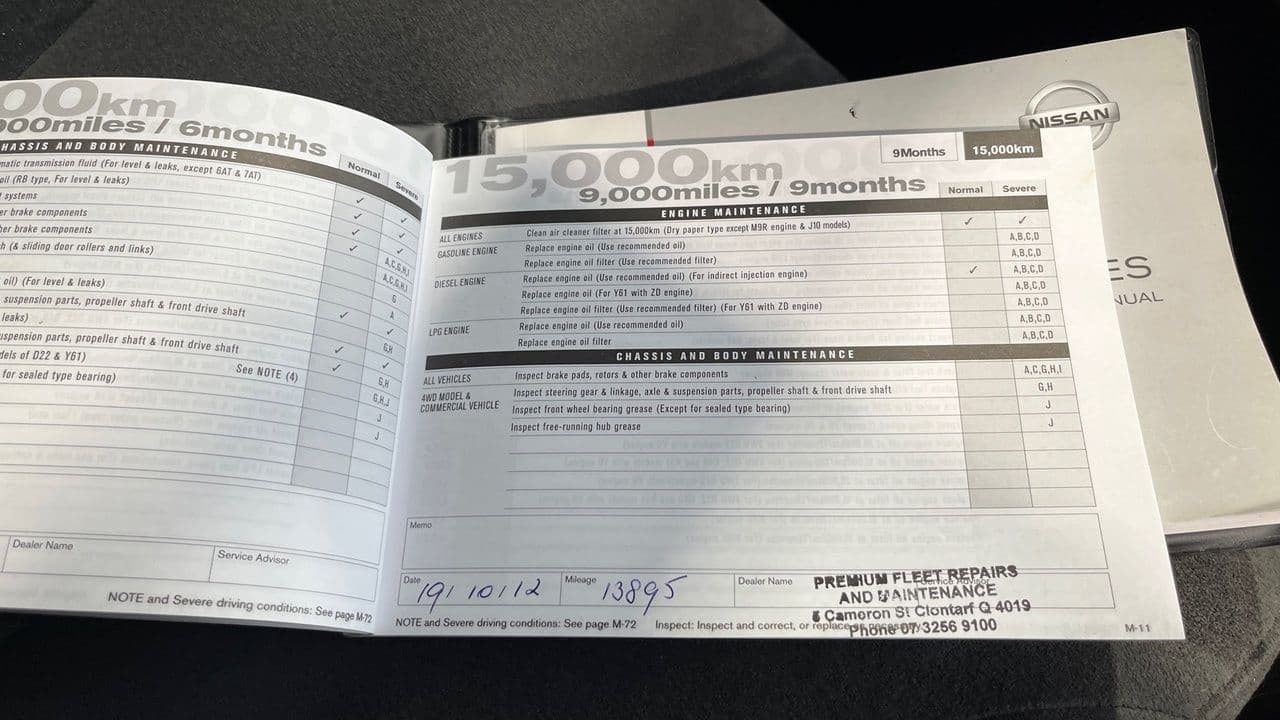 00km
000miles / 6months
CHASSIS AND BODY MAINTENANCE
Normal
Severe
matic transmission fluid (For level & leaks, except 6AT & 7AT)
oil (RB type, For level & leaks)
systems ✓
er brake components ✓ ✓
her brake components ✓ ✓
h (& sliding door rollers and links) ✓ ✓
A,C,G,H,I
oil) (For level & leaks) A,C,G,H,I
G
suspension parts, propeller shaft & front drive shaft A
leaks) ✓ ✓
G,H
uspension parts, propeller shaft & front drive shaft ✓
dels of D22 & Y61) See NOTE (4) ✓ ✓
for sealed type bearing) G,H
G,H,J
J
J
Dealer Name
Service Advisor
NOTE and Severe driving conditions: See page M-72
NISSAN
ES
NUAL
15,000km
9,000miles / 9months
9Months
15,000km
Normal
Severe
ENGINE MAINTENANCE
ALL ENGINES Clean air cleaner filter at 15,000km (Dry paper type except M9R engine & J10 models) ✓ ✓
GASOLINE ENGINE Replace engine oil (Use recommended oil) A,B,C,D
Replace engine oil filter (Use recommended filter) A,B,C,D
DIESEL ENGINE Replace engine oil (Use recommended oil) (For indirect injection engine) ✓ A,B,C,D
Replace engine oil (For Y61 with ZD engine) A,B,C,D
Replace engine oil filter (Use recommended filter) (For Y61 with ZD engine) A,B,C,D
LPG ENGINE Replace engine oil (Use recommended oil) A,B,C,D
Replace engine oil filter A,B,C,D
CHASSIS AND BODY MAINTENANCE
ALL VEHICLES Inspect brake pads, rotors & other brake components A,C,G,H,I
4WD MODEL & Inspect steering gear & linkage, axle & suspension parts, propeller shaft & front drive shaft G,H
COMMERCIAL VEHICLE Inspect front wheel bearing grease (Except for sealed type bearing) J
Inspect free-running hub grease J
Memo
Date 19/10/12
Mileage 13895
Dealer Name
Service Advisor
PREMIUM FLEET REPAIRS
AND MAINTENANCE
5 Cameron St Clontarf Q 4019
Phone 07 3256 9100
NOTE and Severe driving conditions: See page M-72 Inspect: Inspect and correct, or replace as necessary
M-11